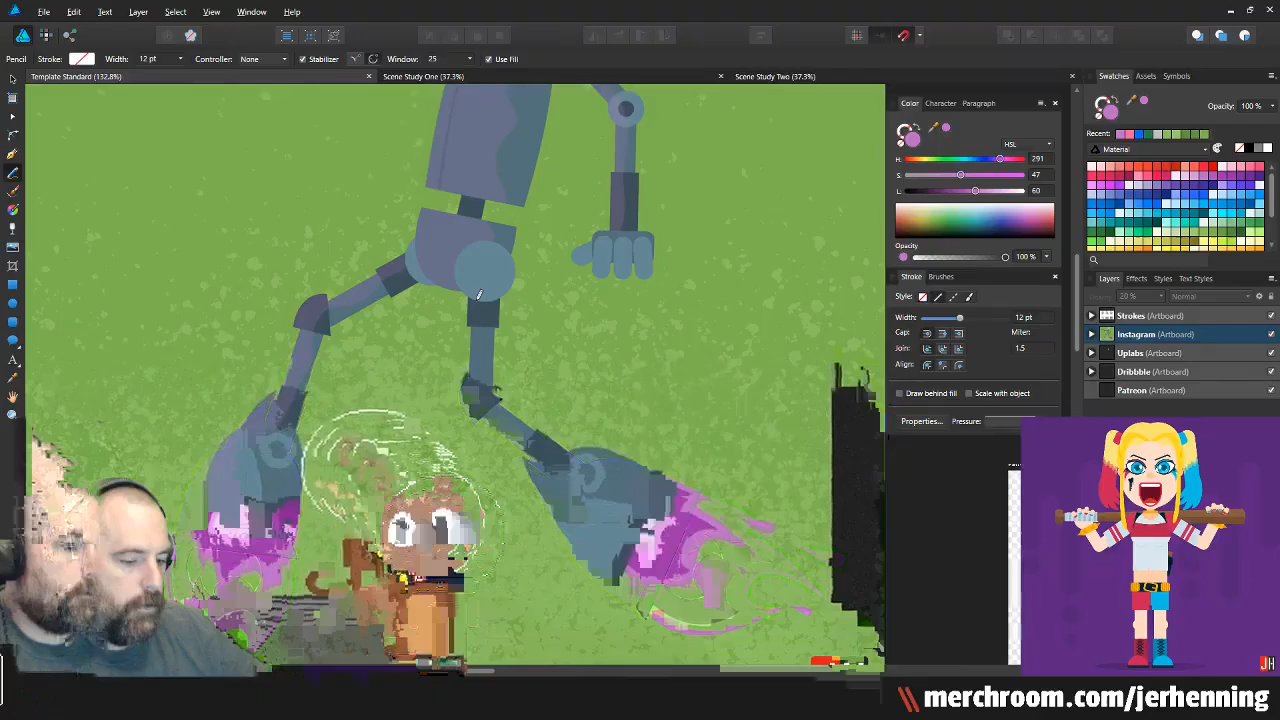 File Edit Text Layer Select View Window Help
Pencil Stroke: Width: 12 pt Controller: None Stabilizer Window: 25 Use Fill
Template Standard (132.8%) Scene Study One (37.3%) Scene Study Two (37.3%)
Color Character Paragraph
HSL
H: 291
S: 47
L: 60
Opacity
100 %
Stroke Brushes
Style:
Width: 12 pt
Cap: Miter:
Join: 1.5
Align:
Draw behind fill Scale with object
Properties... Pressure:
Swatches Assets Symbols
Opacity: 100 %
Recent:
Material
Layers Effects Styles Text Styles
20 % Normal
Strokes (Artboard)
Instagram (Artboard)
Uplabs (Artboard)
Dribbble (Artboard)
Patreon (Artboard)
JH
\\ merchroom.com/jerhenning